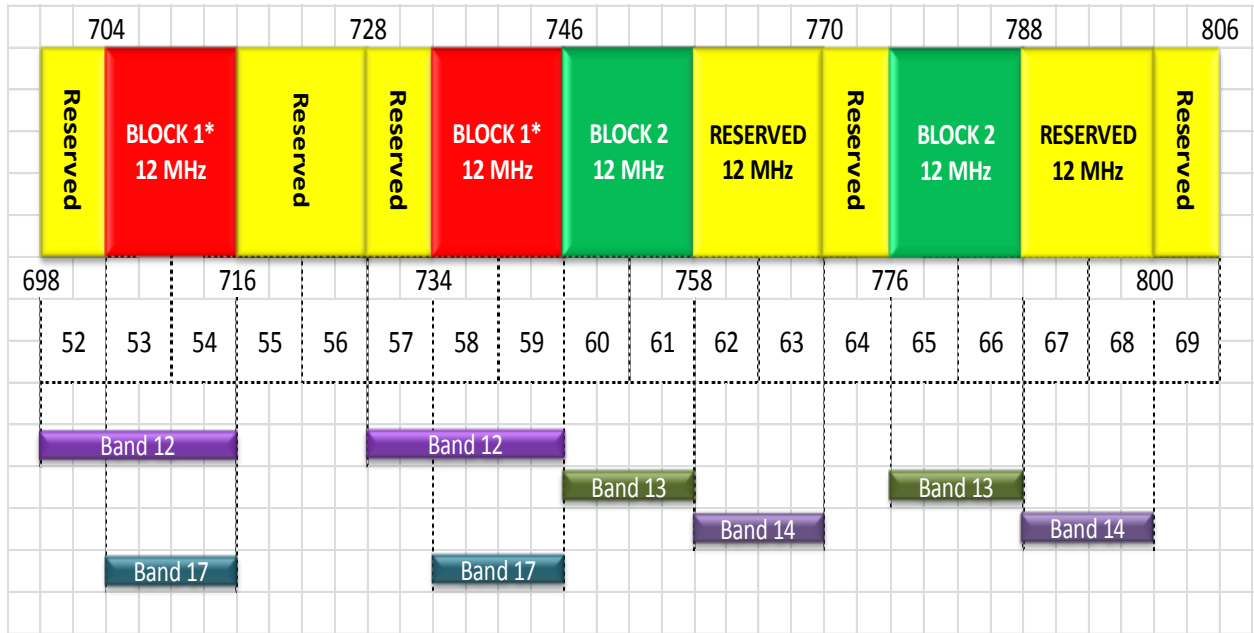 704 728 746 770 788 806
Reserved
BLOCK 1*
12 MHz
Reserved
Reserved
BLOCK 1*
12 MHz
BLOCK 2
12 MHz
RESERVED
12 MHz
Reserved
BLOCK 2
12 MHz
RESERVED
12 MHz
Reserved
698 716 734 758 776 800
52 53 54 55 56 57 58 59 60 61 62 63 64 65 66 67 68 69
Band 12 Band 12
Band 13 Band 13
Band 14 Band 14
Band 17 Band 17